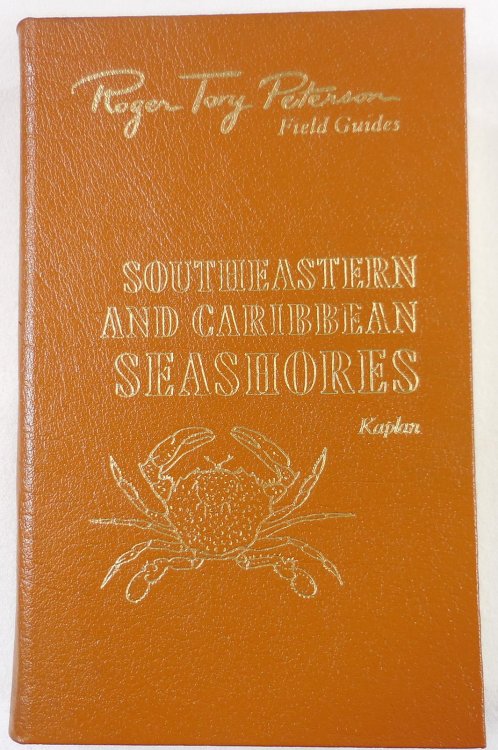 Roger Tory Peterson
Field Guides
SOUTHEASTERN
AND CARIBBEAN
SEASHORES
Kaplan